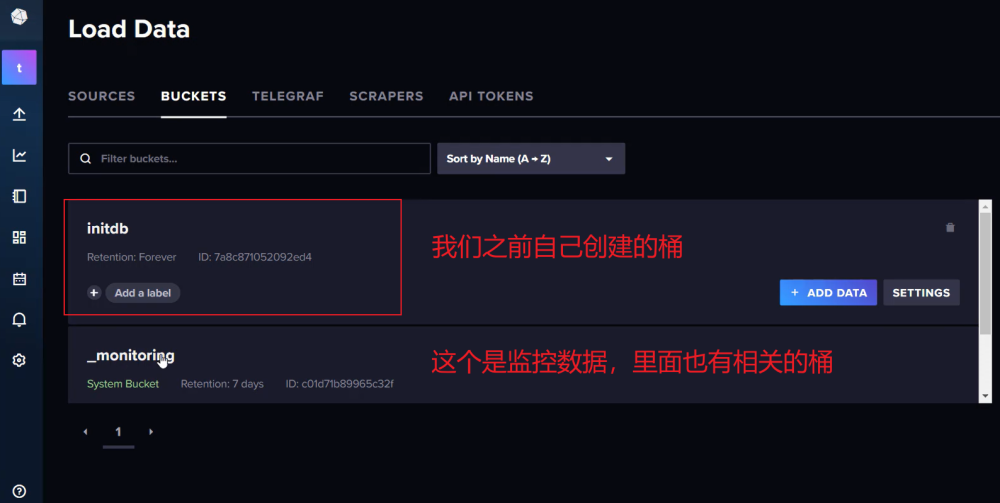 Load Data
t
SOURCES BUCKETS TELEGRAF SCRAPERS API TOKENS
Filter buckets... Sort by Name (A → Z)
initdb
我们之前自己创建的桶
Retention: Forever ID: 7a8c871052092ed4
+ Add a label
+ ADD DATA SETTINGS
_monitoring
这个是监控数据，里面也有相关的桶
System Bucket Retention: 7 days ID: c01d71b89965c32f
1